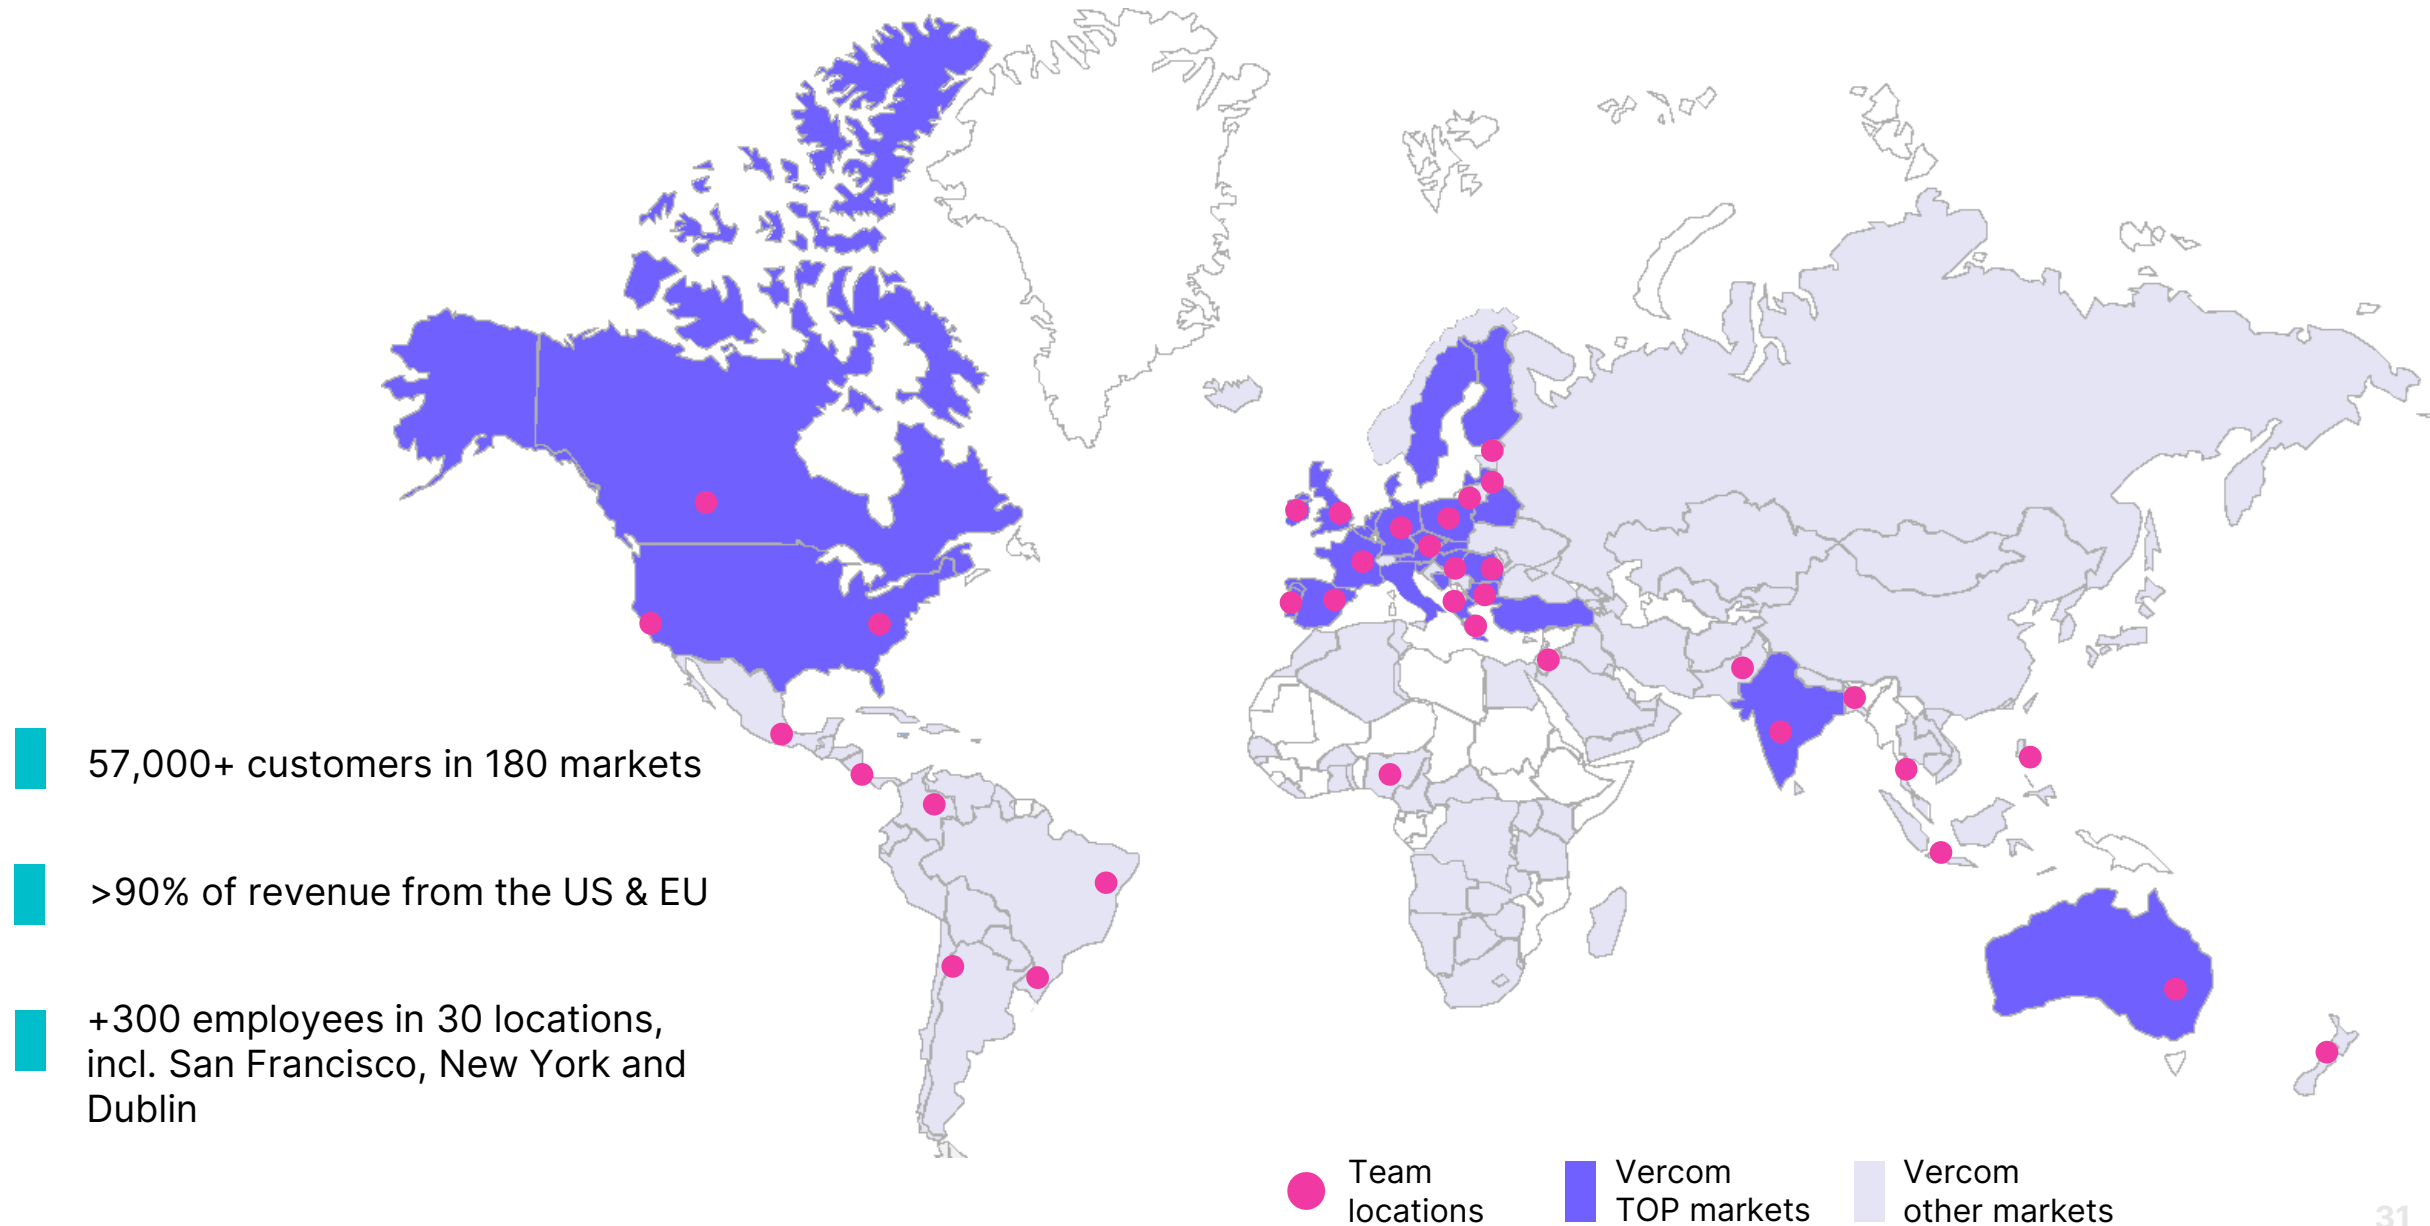 57,000+ customers in 180 markets
>90% of revenue from the US & EU
+300 employees in 30 locations,
incl. San Francisco, New York and
Dublin
Team
locations
Vercom
TOP markets
Vercom
other markets
31